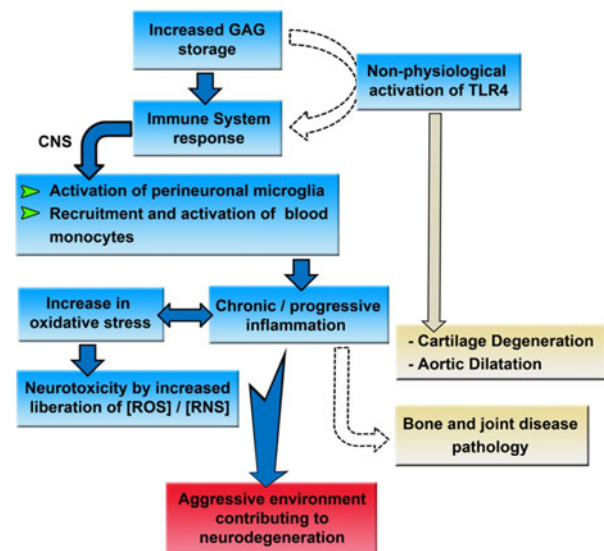 Increased GAG
storage
Non-physiological
activation of TLR4
Immune System
response
CNS
Activation of perineuronal microglia
Recruitment and activation of blood
monocytes
Increase in
oxidative stress
Chronic / progressive
inflammation
- Cartilage Degeneration
- Aortic Dilatation
Neurotoxicity by increased
liberation of [ROS] / [RNS]
Bone and joint disease
pathology
Aggressive environment
contributing to
neurodegeneration